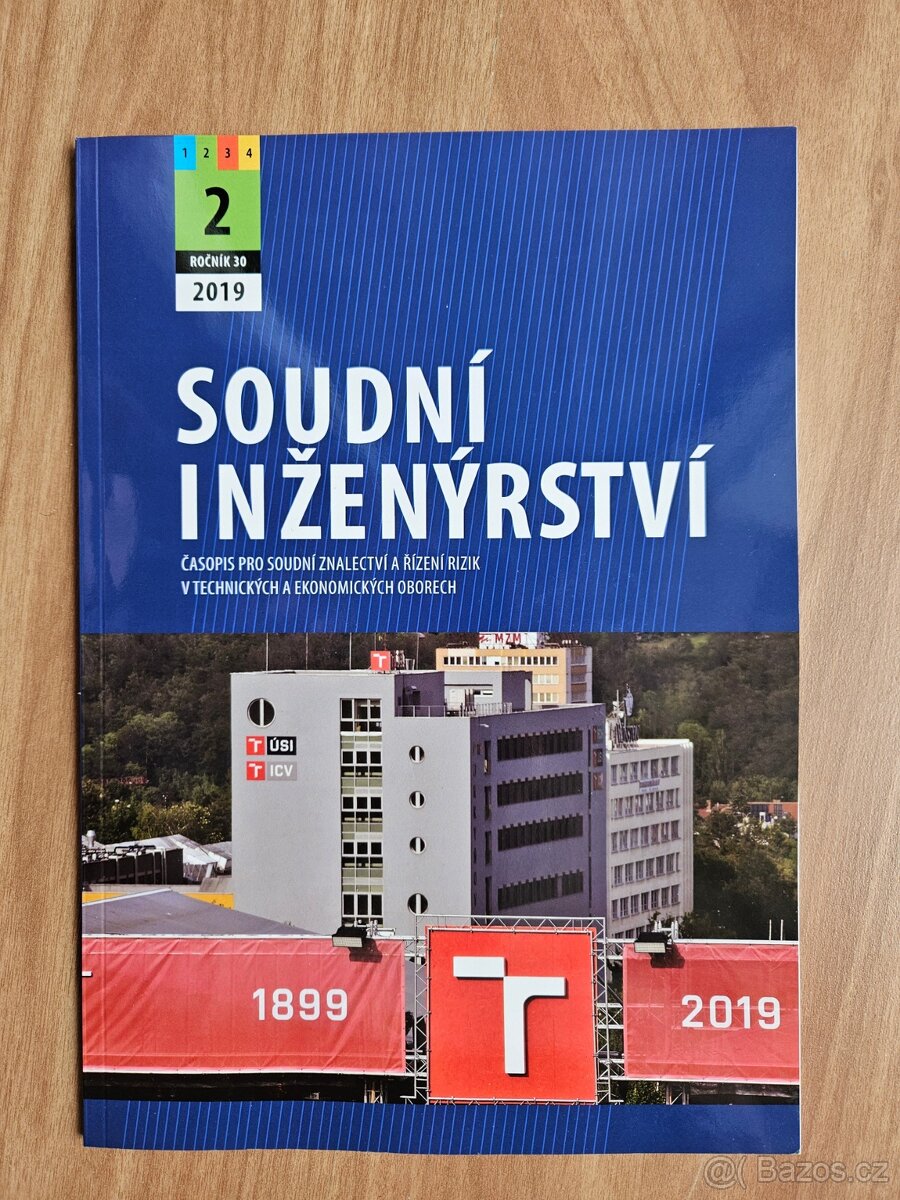 1 2 3 4
2
ROČNÍK 30
2019
SOUDNÍ
INŽENÝRSTVÍ
ČASOPIS PRO SOUDNÍ ZNALECTVÍ A ŘÍZENÍ RIZIK
V TECHNICKÝCH A EKONOMICKÝCH OBORECH
MZM
T
T ÚSI
T ICV
1899
T
2019
@ Bazos.cz